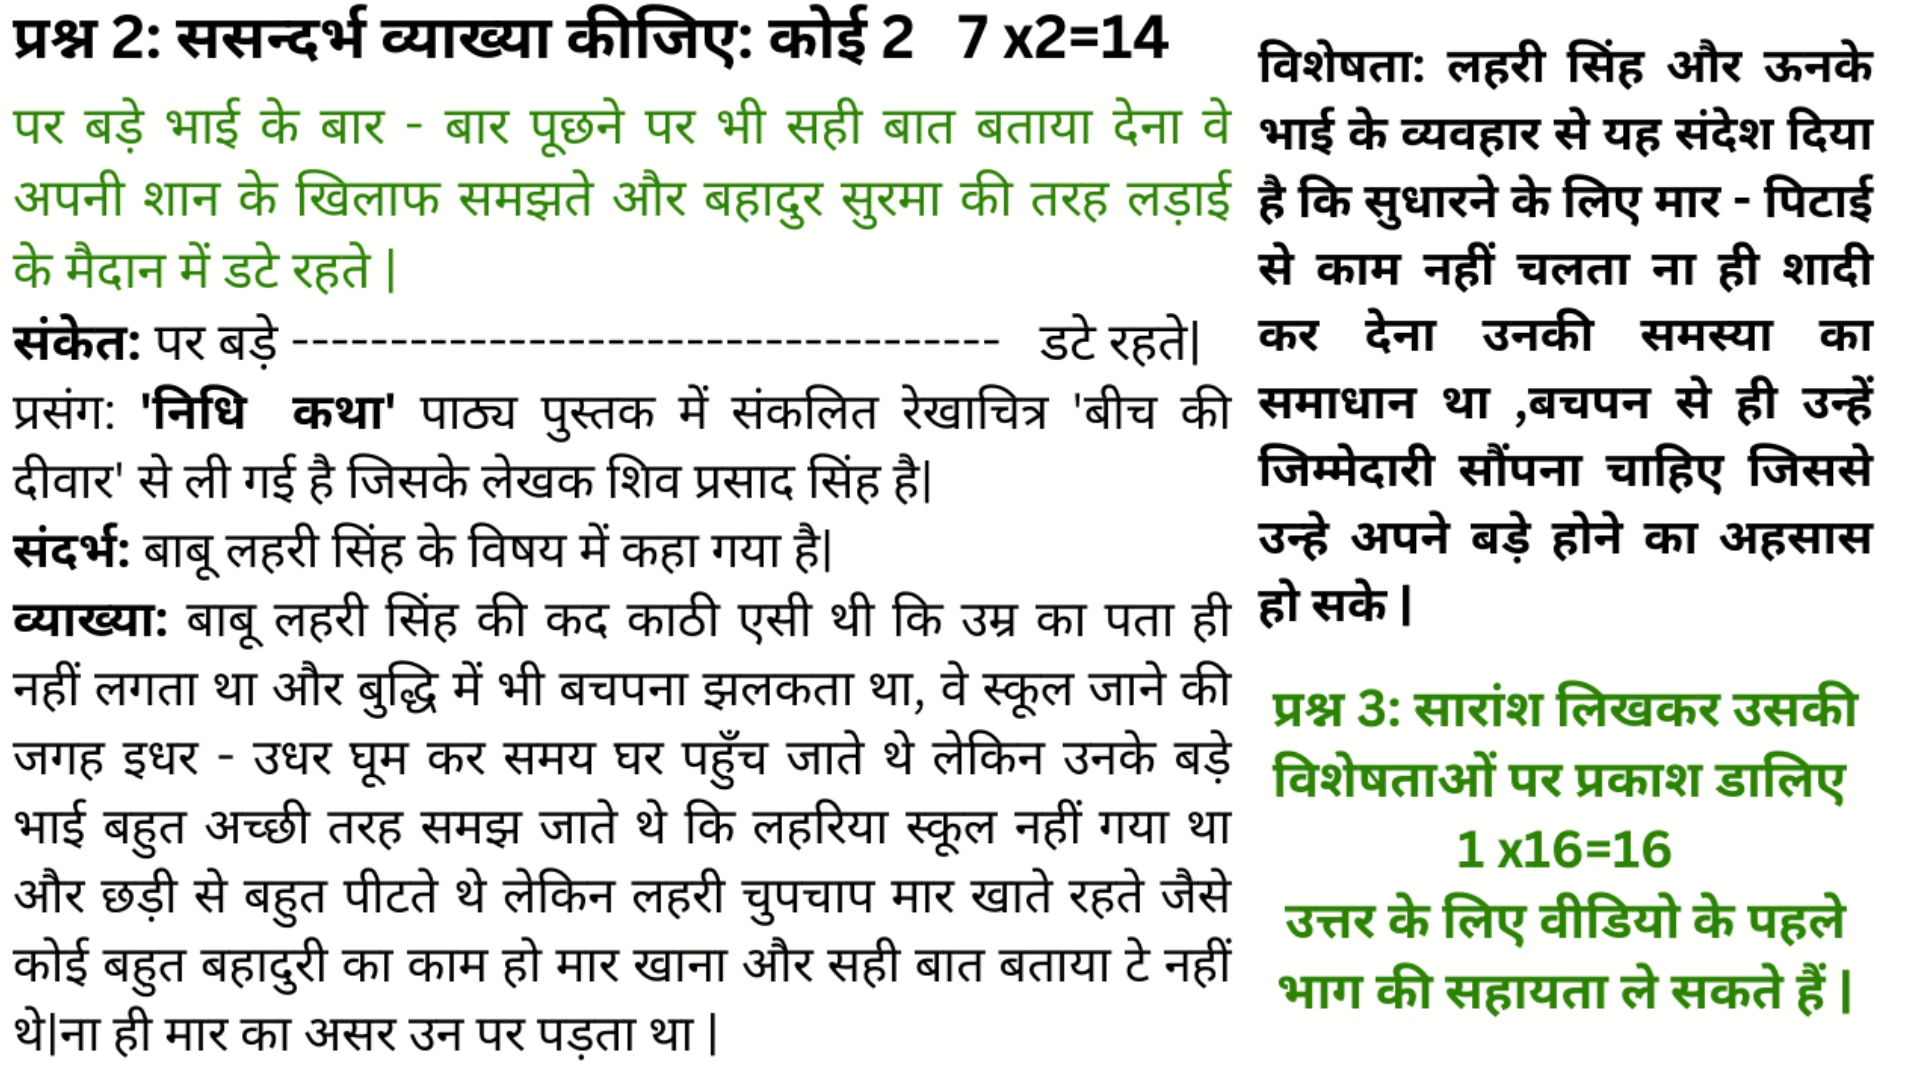 प्रश्न 2: ससन्दर्भ व्याख्या कीजिए: कोई 2 7 x2=14
पर बड़े भाई के बार - बार पूछने पर भी सही बात बताया देना वे
अपनी शान के खिलाफ समझते और बहादुर सुरमा की तरह लड़ाई
के मैदान में डटे रहते |
संकेत: पर बड़े ------------------------------------ डटे रहते|
प्रसंग: 'निधि कथा' पाठ्य पुस्तक में संकलित रेखाचित्र 'बीच की
दीवार' से ली गई है जिसके लेखक शिव प्रसाद सिंह है|
संदर्भ: बाबू लहरी सिंह के विषय में कहा गया है|
व्याख्या: बाबू लहरी सिंह की कद काठी एसी थी कि उम्र का पता ही
नहीं लगता था और बुद्धि में भी बचपना झलकता था, वे स्कूल जाने की
जगह इधर - उधर घूम कर समय घर पहुँच जाते थे लेकिन उनके बड़े
भाई बहुत अच्छी तरह समझ जाते थे कि लहरिया स्कूल नहीं गया था
और छड़ी से बहुत पीटते थे लेकिन लहरी चुपचाप मार खाते रहते जैसे
कोई बहुत बहादुरी का काम हो मार खाना और सही बात बताया टे नहीं
थे|ना ही मार का असर उन पर पड़ता था |
विशेषता: लहरी सिंह और ऊनके
भाई के व्यवहार से यह संदेश दिया
है कि सुधारने के लिए मार - पिटाई
से काम नहीं चलता ना ही शादी
कर देना उनकी समस्या का
समाधान था ,बचपन से ही उन्हें
जिम्मेदारी सौंपना चाहिए जिससे
उन्हे अपने बड़े होने का अहसास
हो सके |
प्रश्न 3: सारांश लिखकर उसकी
विशेषताओं पर प्रकाश डालिए
1 x16=16
उत्तर के लिए वीडियो के पहले
भाग की सहायता ले सकते हैं |